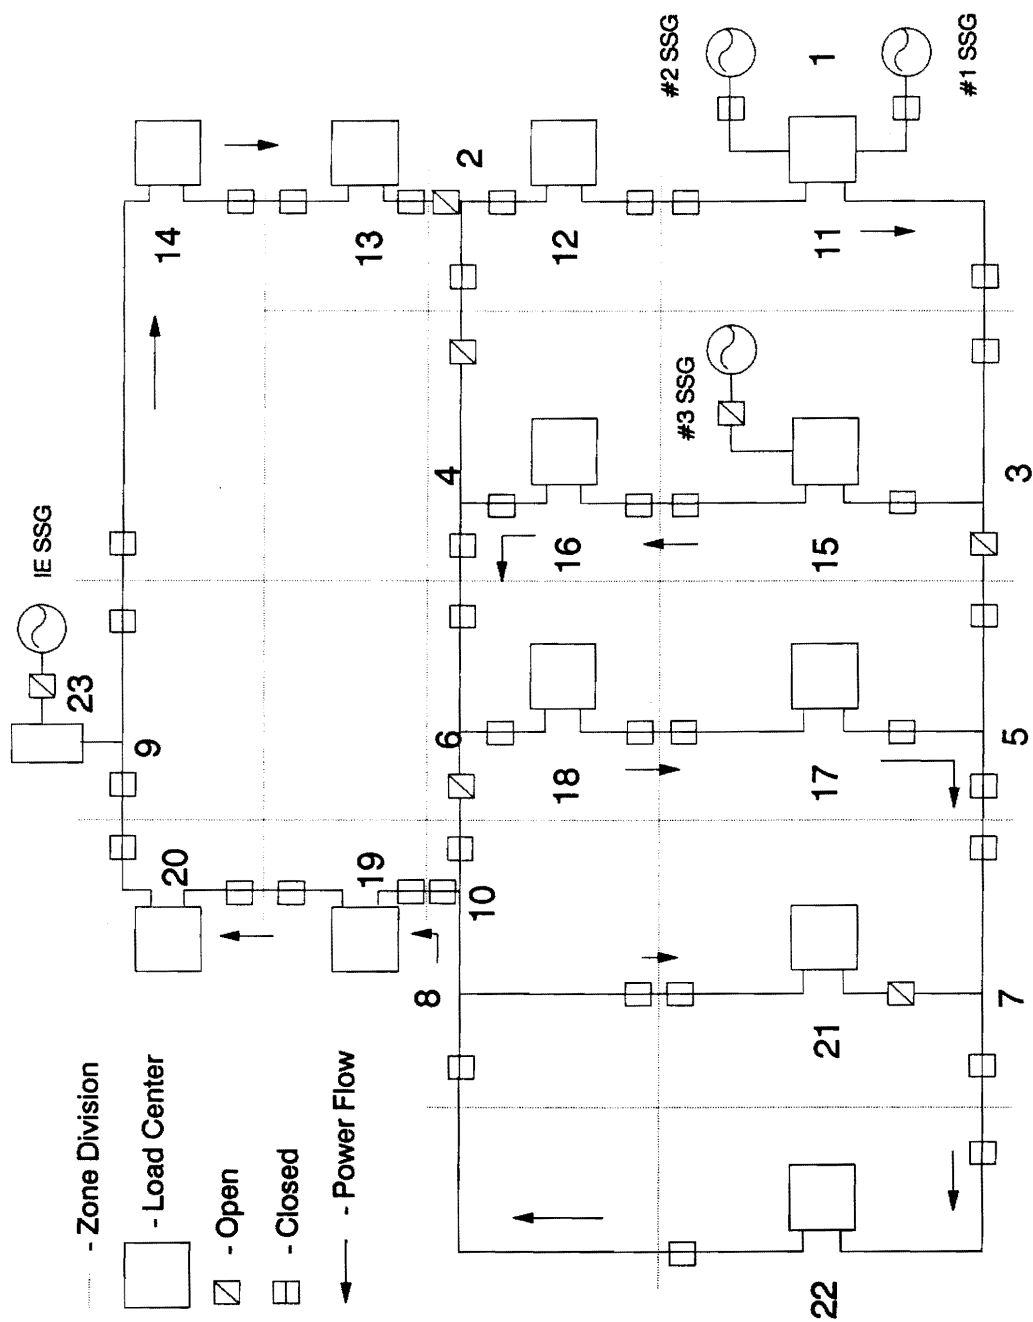 - Zone Division
- Load Center
- Open
- Closed
- Power Flow
IE SSG
23
9
20
14
19
13
8
10
6
4
2
18
16
12
#3 SSG
#2 SSG
22
21
17
15
11
1
#1 SSG
7
5
3